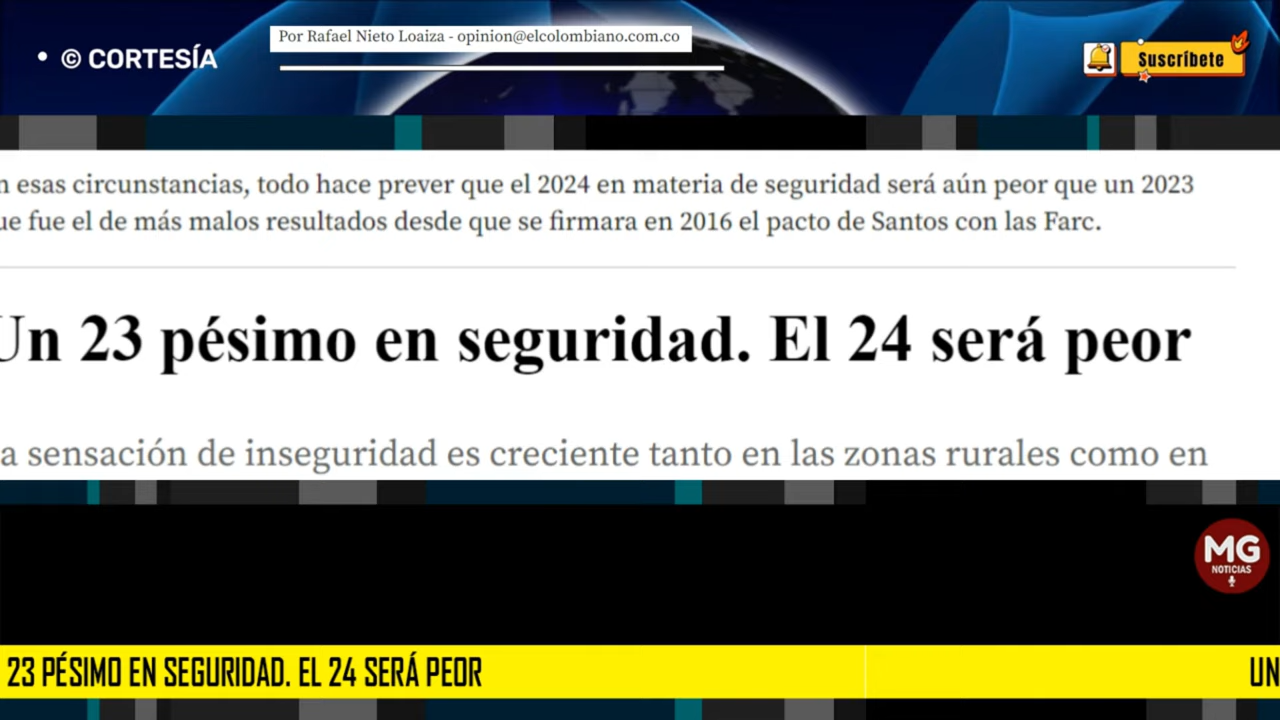 Por Rafael Nieto Loaiza - opinion@elcolombiano.com.co
• © CORTESÍA
Suscríbete
esas circunstancias, todo hace prever que el 2024 en materia de seguridad será aún peor que un 2023
fue el de más malos resultados desde que se firmara en 2016 el pacto de Santos con las Farc.
Un 23 pésimo en seguridad. El 24 será peor
a sensación de inseguridad es creciente tanto en las zonas rurales como en
MG
NOTICIAS
23 PÉSIMO EN SEGURIDAD. EL 24 SERÁ PEOR
UN